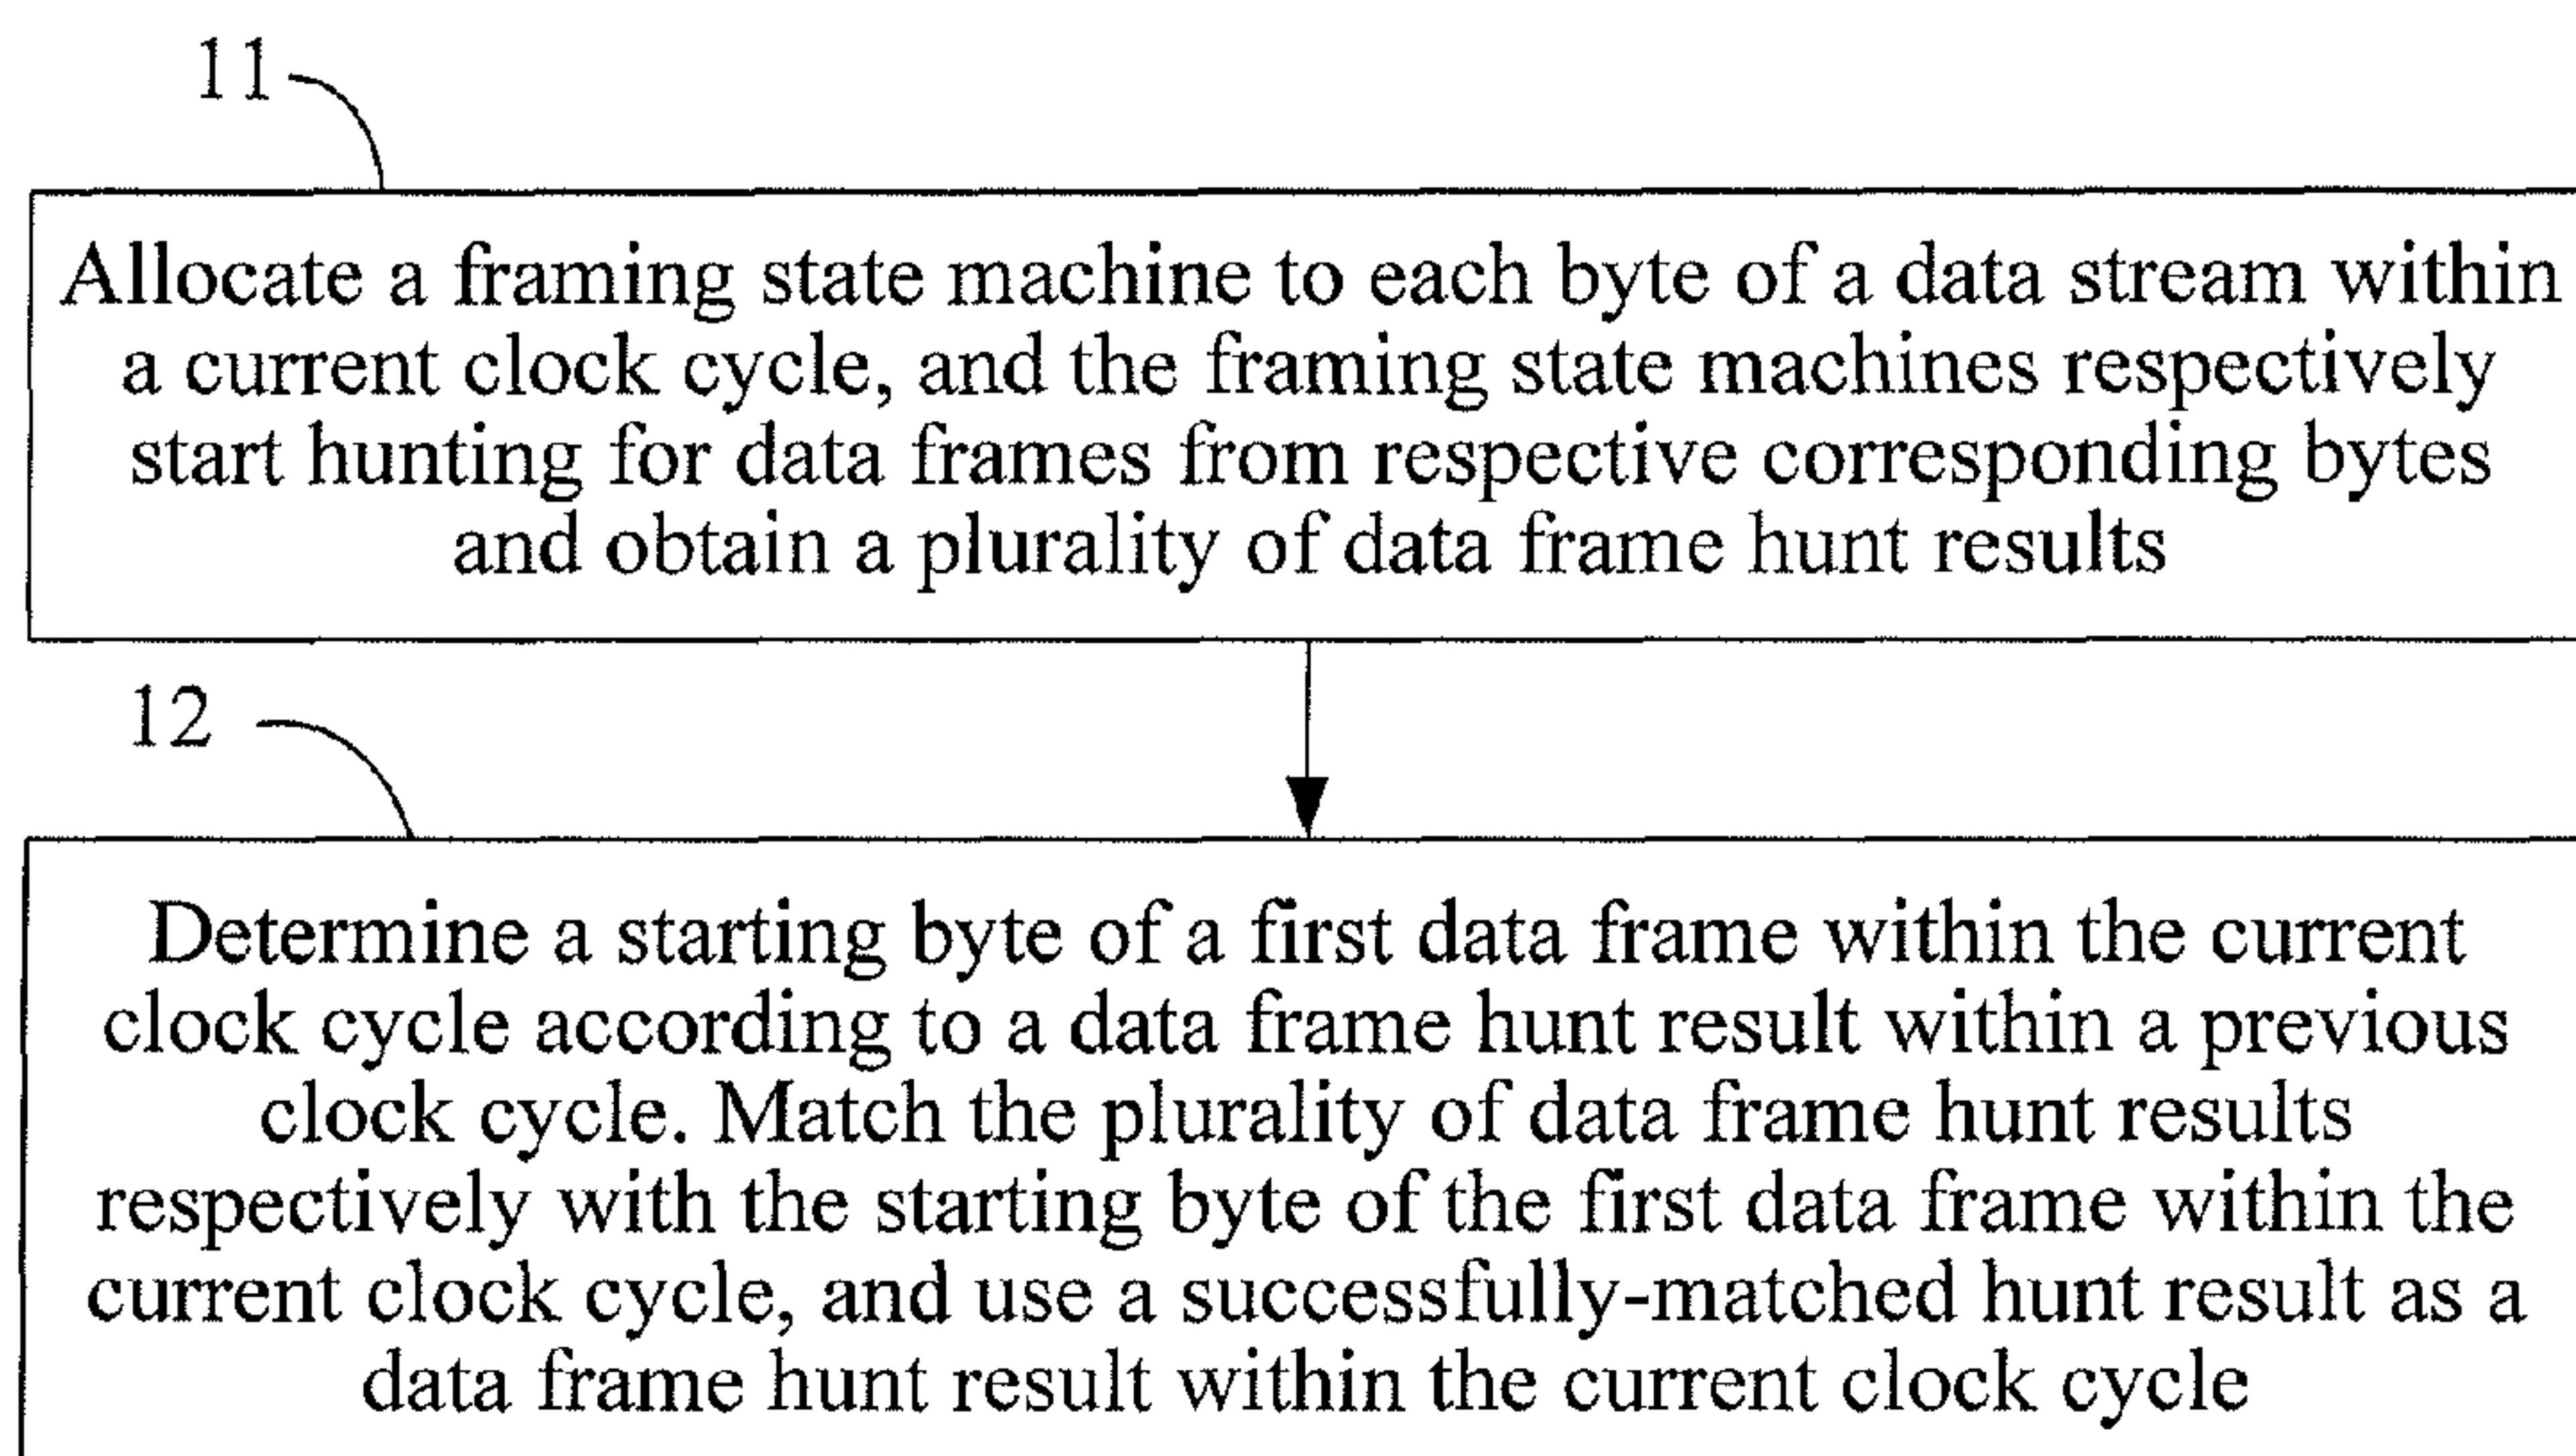 11
Allocate a framing state machine to each byte of a data stream within
a current clock cycle, and the framing state machines respectively
start hunting for data frames from respective corresponding bytes
and obtain a plurality of data frame hunt results
12
Determine a starting byte of a first data frame within the current
clock cycle according to a data frame hunt result within a previous
clock cycle. Match the plurality of data frame hunt results
respectively with the starting byte of the first data frame within the
current clock cycle, and use a successfully-matched hunt result as a
data frame hunt result within the current clock cycle